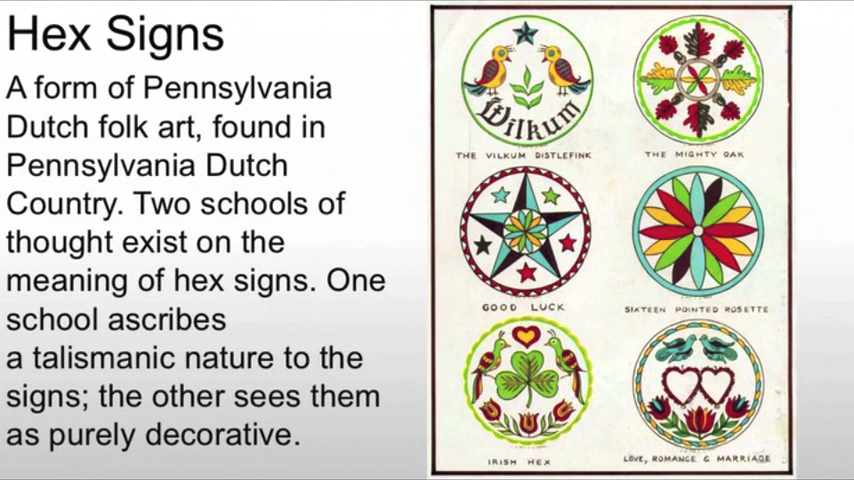 Hex Signs
A form of Pennsylvania
Dutch folk art, found in
Pennsylvania Dutch
Country. Two schools of
thought exist on the
meaning of hex signs. One
school ascribes
a talismanic nature to the
signs; the other sees them
as purely decorative.
Wilkum
THE VILKUM DISTLEFINK
THE MIGHTY OAK
GOOD LUCK
SIXTEEN POINTED ROSETTE
IRISH HEX
LOVE, ROMANCE & MARRIAGE